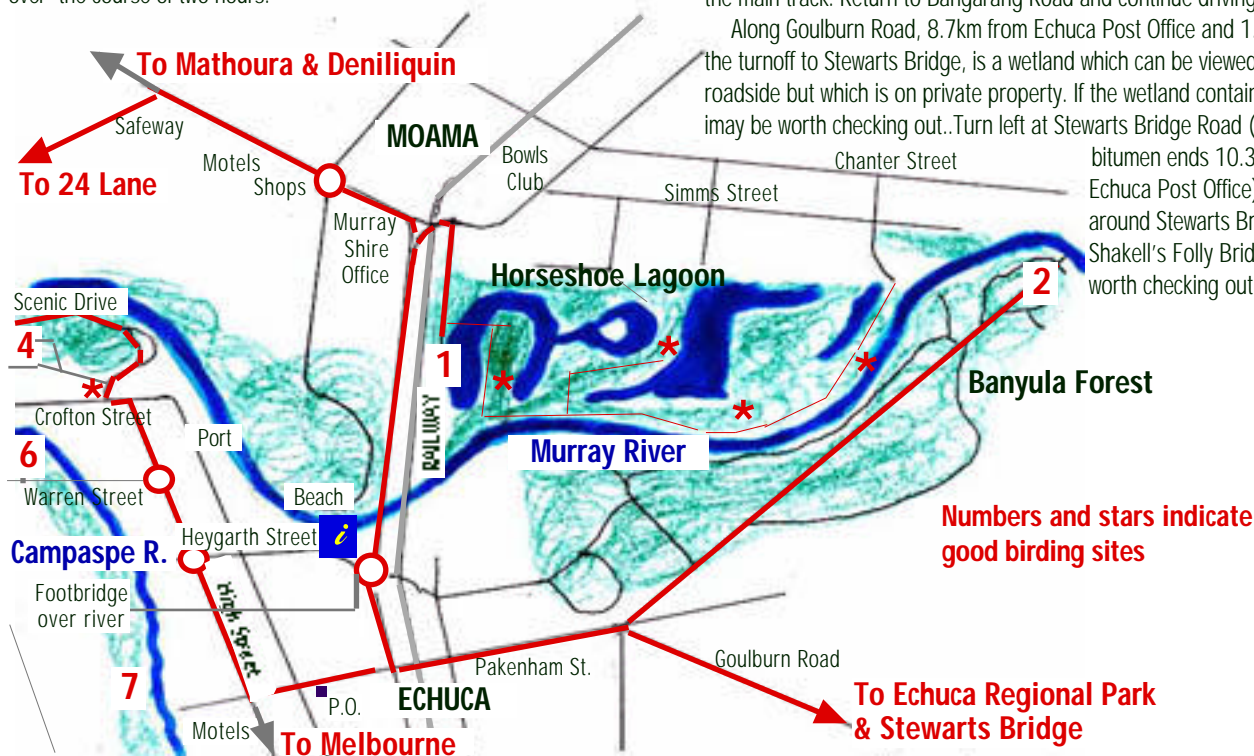 over the course of two hours.
the main track. Return to Bangarang Road and continue driving
Along Goulburn Road, 8.7km from Echuca Post Office and 1.
the turnoff to Stewarts Bridge, is a wetland which can be viewed
roadside but which is on private property. If the wetland contain
imay be worth checking out..Turn left at Stewarts Bridge Road (
bitumen ends 10.3
Echuca Post Office)
around Stewarts Br
Shakell's Folly Brid
worth checking out
To Mathoura & Deniliquin
Safeway
To 24 Lane
Motels
Shops
MOAMA
Bowls
Club
Chanter Street
Simms Street
Murray
Shire
Office
Horseshoe Lagoon
2
Scenic Drive
4
1
RAILWAY
Banyula Forest
Crofton Street
Port
Murray River
6
Warren Street
Beach
Numbers and stars indicate
good birding sites
Heygarth Street
i
Campaspe R.
Footbridge
over river
High Street
Pakenham St.
Goulburn Road
7
P.O.
ECHUCA
To Echuca Regional Park
& Stewarts Bridge
Motels
To Melbourne